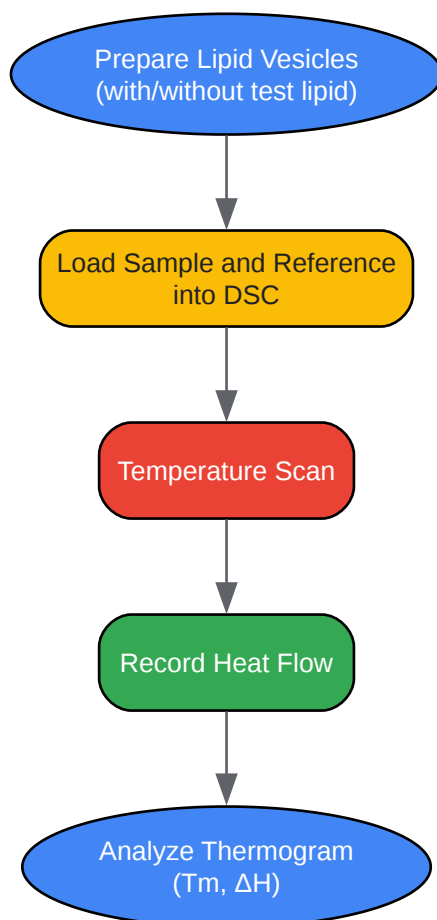 Prepare Lipid Vesicles
(with/without test lipid)
Load Sample and Reference
into DSC
Temperature Scan
Record Heat Flow
Analyze Thermogram
(Tm, ΔH)